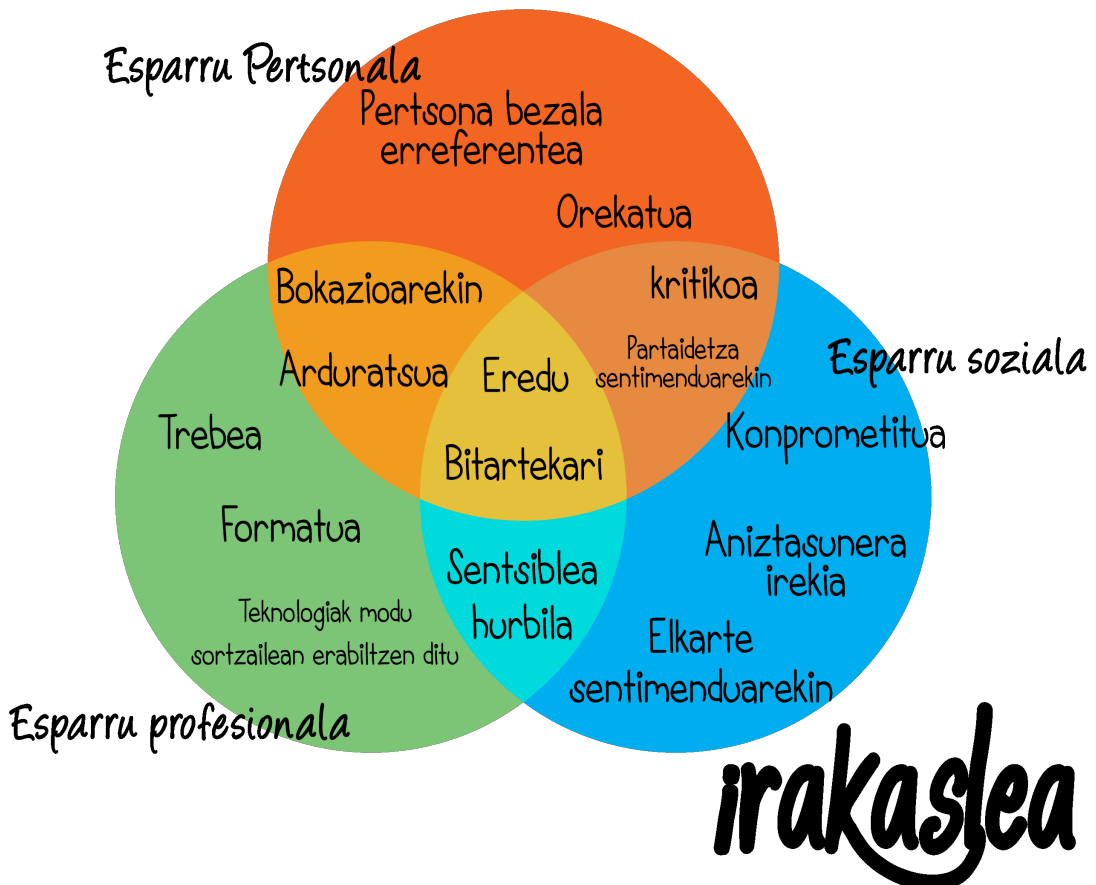 Esparru Pertsonala
Pertsona bezala
erreferentea
Orekatua
Bokazioarekin
kritikoa
Arduratsua
Eredu
Partaidetza
sentimenduarekin
Esparru soziala
Trebea
Konprometitua
Bitartekari
Formatua
Aniztasunera
irekia
Sentsiblea
hurbila
Teknologiak modu
sortzailean erabiltzen ditu
Elkarte
sentimenduarekin
Esparru profesionala
irakaslea